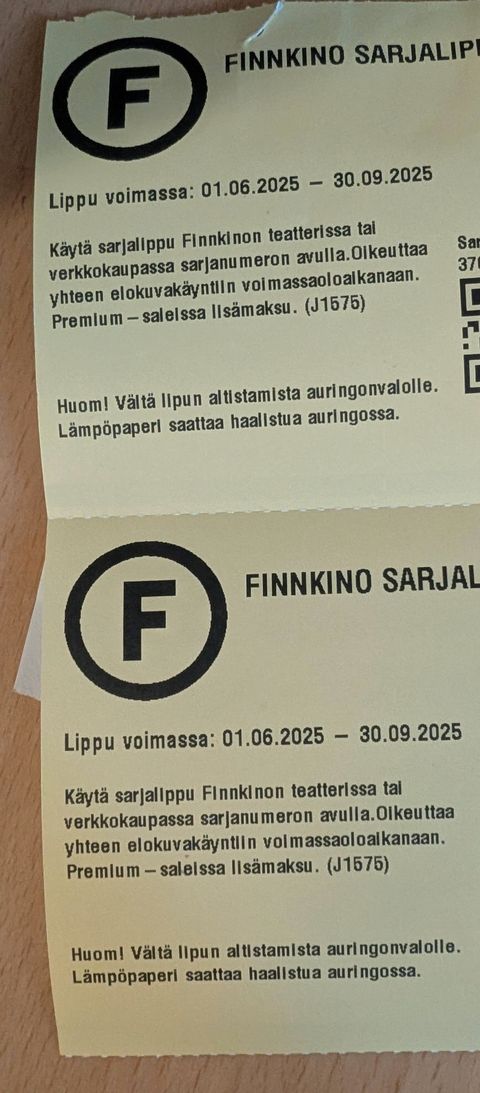 F
FINNKINO SARJALIP
Lippu voimassa: 01.06.2025 – 30.09.2025
Käytä sarjalippu Finnkinon teatterissa tai
verkkokaupassa sarjanumeron avulla.Oikeuttaa
yhteen elokuvakäyntiin voimassaoloaikanaan.
Premium – saleissa lisämaksu. (J1575)
Sar
370
Huom! Vältä lipun altistamista auringonvalolle.
Lämpöpaperi saattaa haalistua auringossa.
F
FINNKINO SARJAL
Lippu voimassa: 01.06.2025 – 30.09.2025
Käytä sarjalippu Finnkinon teatterissa tai
verkkokaupassa sarjanumeron avulla.Oikeuttaa
yhteen elokuvakäyntiin voimassaoloaikanaan.
Premium – saleissa lisämaksu. (J1575)
Huom! Vältä lipun altistamista auringonvalolle.
Lämpöpaperi saattaa haalistua auringossa.